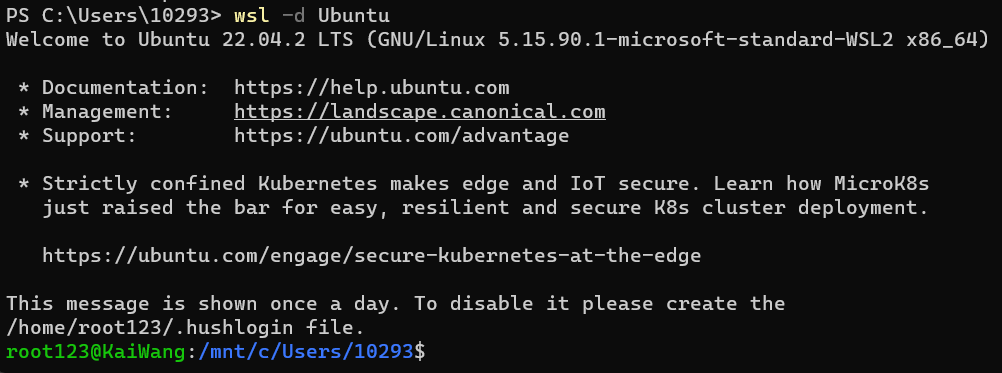 PS C:\Users\10293> wsl -d Ubuntu
Welcome to Ubuntu 22.04.2 LTS (GNU/Linux 5.15.90.1-microsoft-standard-WSL2 x86_64)
* Documentation:  https://help.ubuntu.com
* Management:     https://landscape.canonical.com
* Support:        https://ubuntu.com/advantage
* Strictly confined Kubernetes makes edge and IoT secure. Learn how MicroK8s
just raised the bar for easy, resilient and secure K8s cluster deployment.
https://ubuntu.com/engage/secure-kubernetes-at-the-edge
This message is shown once a day. To disable it please create the
/home/root123/.hushlogin file.
root123@KaiWang:/mnt/c/Users/10293$